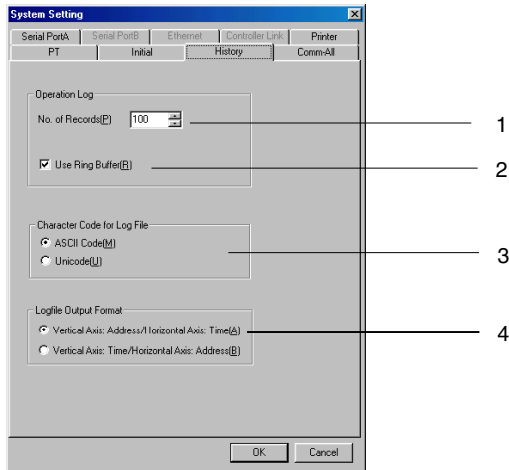 System Setting
Serial PortA Serial PortB Ethernet Controller Link Printer
PT Initial History Comm-All
Operation Log
No. of Records(P) 100
1
Use Ring Buffer(R)
2
Character Code for Log File
ASCII Code(M)
Unicode(U)
3
Logfile Output Format
Vertical Axis: Address/Horizontal Axis: Time(A)
4
Vertical Axis: Time/Horizontal Axis: Address(B)
OK Cancel